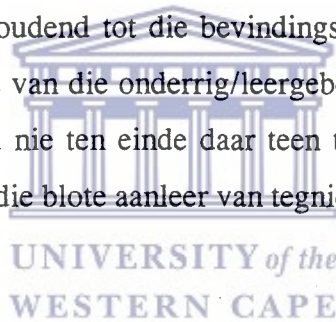 oudend tot die bevindings
van die onderrig/leergeb
nie ten einde daar teen t
die blote aanleer van tegni
UNIVERSITY of the
WESTERN CAPE